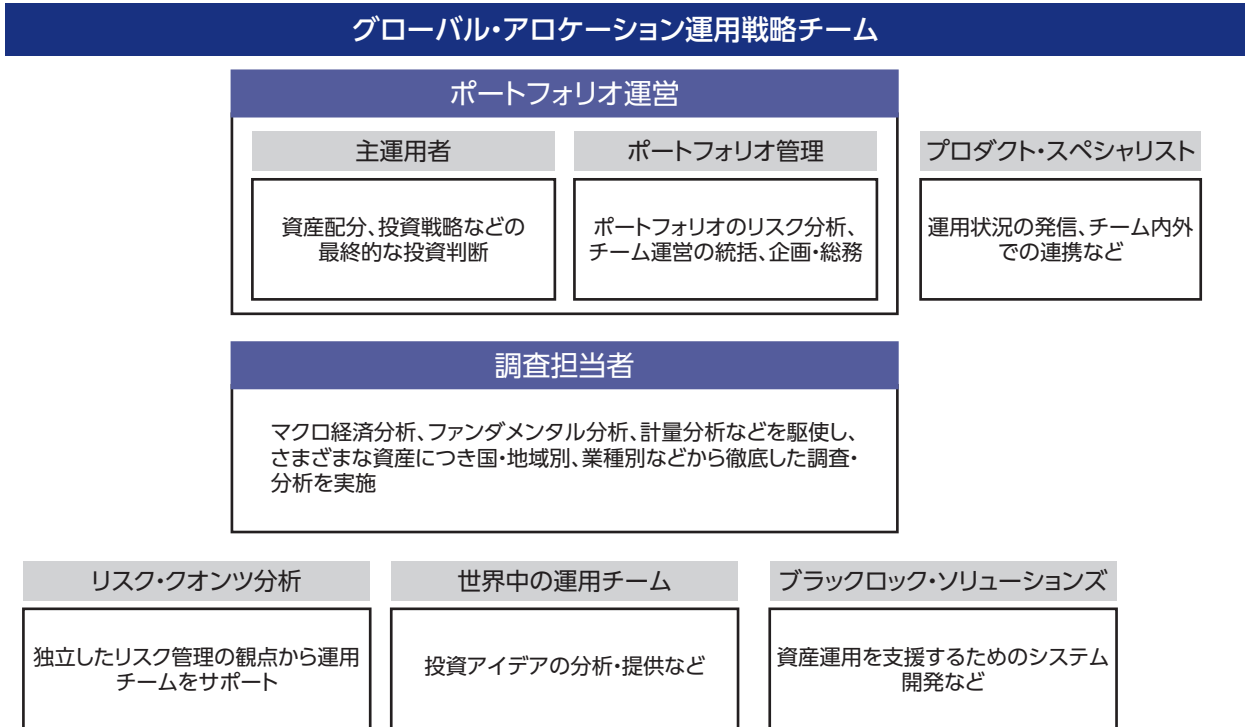 グローバル・アロケーション運用戦略チーム
ポートフォリオ運営
主運用者
資産配分、投資戦略などの
最終的な投資判断
ポートフォリオ管理
ポートフォリオのリスク分析、
チーム運営の統括、企画・総務
プロダクト・スペシャリスト
運用状況の発信、チーム内外
での連携など
調査担当者
マクロ経済分析、ファンダメンタル分析、計量分析などを駆使し、
さまざまな資産につき国・地域別、業種別などから徹底した調査・
分析を実施
リスク・クオンツ分析
独立したリスク管理の観点から運用
チームをサポート
世界中の運用チーム
投資アイデアの分析・提供など
ブラックロック・ソリューションズ
資産運用を支援するためのシステム
開発など